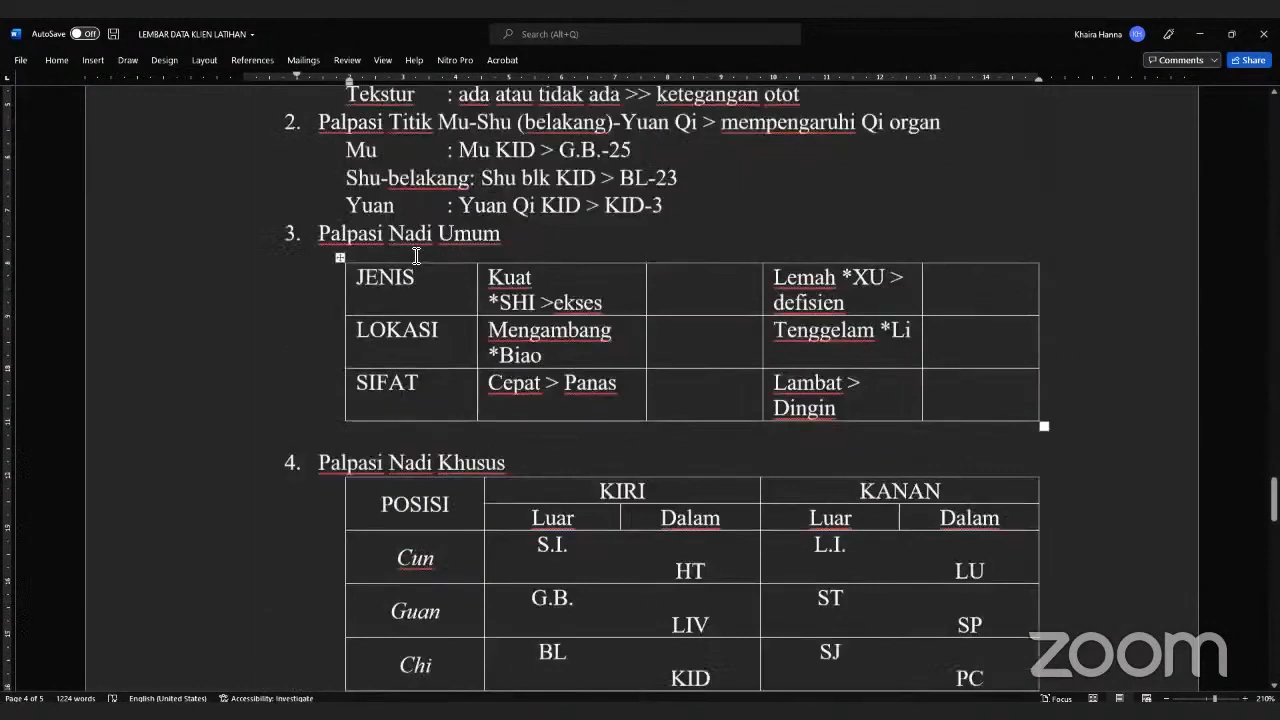 AutoSave Off LEMBAR DATA KLIEN LATIHAN Search (Alt+Q) Khaira Hanna KH
File Home Insert Draw Design Layout References Mailings Review View Help Nitro Pro Acrobat Comments Share
Tekstur : ada atau tidak ada >> ketegangan otot
2. Palpasi Titik Mu-Shu (belakang)-Yuan Qi > mempengaruhi Qi organ
Mu : Mu KID > G.B.-25
Shu-belakang: Shu blk KID > BL-23
Yuan : Yuan Qi KID > KID-3
3. Palpasi Nadi Umum
JENIS Kuat Lemah *XU >
*SHI >ekses defisien
LOKASI Mengambang Tenggelam *Li
*Biao
SIFAT Cepat > Panas Lambat >
Dingin
4. Palpasi Nadi Khusus
POSISI KIRI KANAN
Luar Dalam Luar Dalam
Cun S.I. L.I.
HT LU
Guan G.B. ST
LIV SP
Chi BL SJ
KID PC
zoom
Page 4 of 5 1224 words English (United States) Accessibility: Investigate Focus 210%